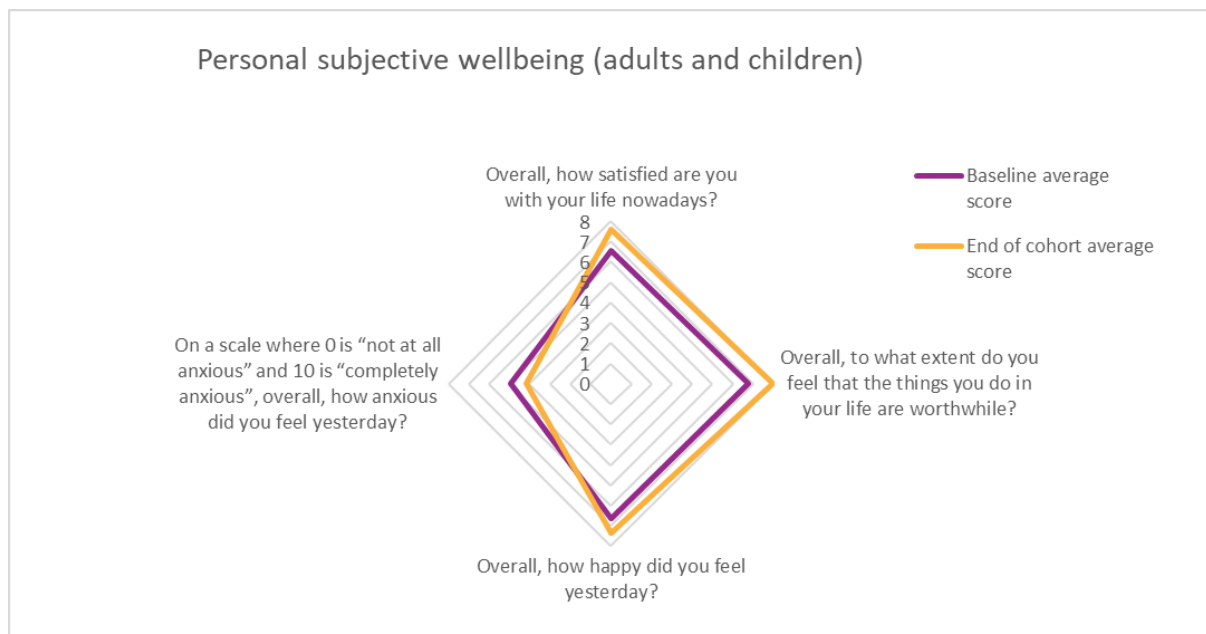 Personal subjective wellbeing (adults and children)
Overall, how satisfied are you
with your life nowadays?
Baseline average
score
End of cohort average
score
8
7
6
5
4
3
2
1
0
On a scale where 0 is “not at all
anxious” and 10 is “completely
anxious”, overall, how anxious
did you feel yesterday?
Overall, to what extent do you
feel that the things you do in
your life are worthwhile?
Overall, how happy did you feel
yesterday?